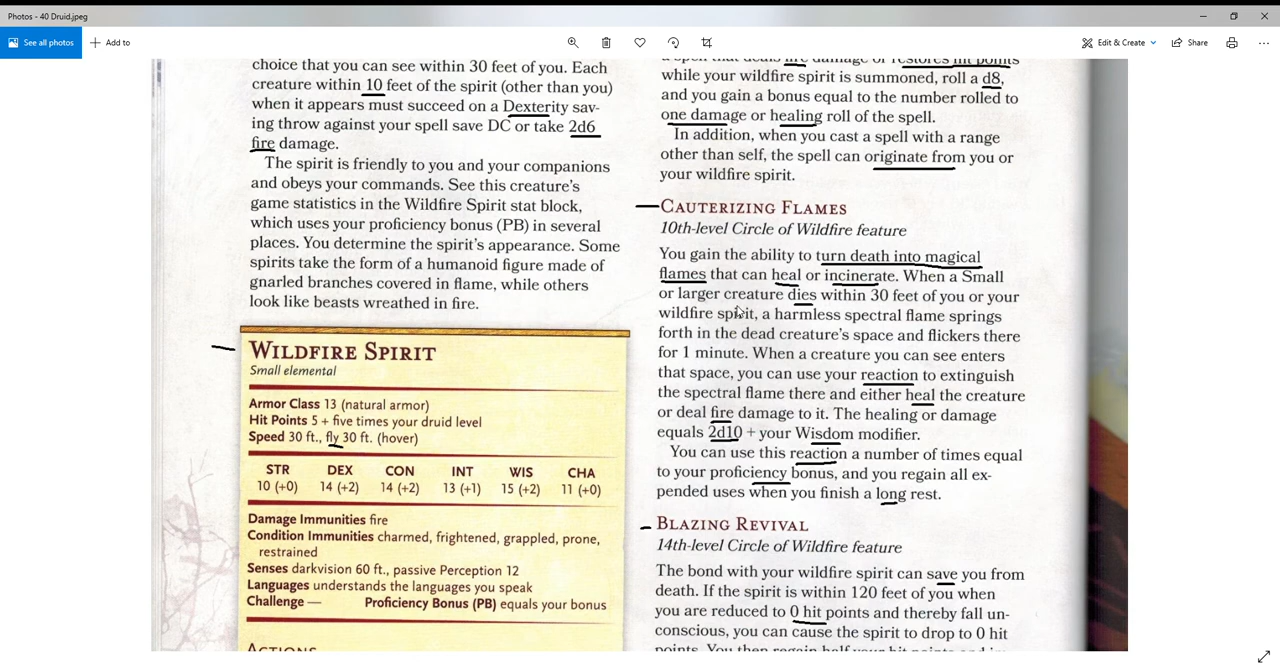 Photos - 40 Druid.jpeg
See all photos
Add to
Edit & Create
Share
choice that you can see within 30 feet of you. Each
creature within 10 feet of the spirit (other than you)
when it appears must succeed on a Dexterity sav-
ing throw against your spell save DC or take 2d6
fire damage.
The spirit is friendly to you and your companions
and obeys your commands. See this creature's
game statistics in the Wildfire Spirit stat block,
which uses your proficiency bonus (PB) in several
places. You determine the spirit's appearance. Some
spirits take the form of a humanoid figure made of
gnarled branches covered in flame, while others
look like beasts wreathed in fire.
WILDFIRE SPIRIT
Small elemental
Armor Class 13 (natural armor)
Hit Points 5 + five times your druid level
Speed 30 ft., fly 30 ft. (hover)
STR DEX CON INT WIS CHA
10 (+0) 14 (+2) 14 (+2) 13 (+1) 15 (+2) 11 (+0)
Damage Immunities fire
Condition Immunities charmed, frightened, grappled, prone,
restrained
Senses darkvision 60 ft., passive Perception 12
Languages understands the languages you speak
Challenge — Proficiency Bonus (PB) equals your bonus
ACTIONS
a spell that deals fire damage or restores hit points
while your wildfire spirit is summoned, roll a d8,
and you gain a bonus equal to the number rolled to
one damage or healing roll of the spell.
In addition, when you cast a spell with a range
other than self, the spell can originate from you or
your wildfire spirit.
CAUTERIZING FLAMES
10th-level Circle of Wildfire feature
You gain the ability to turn death into magical
flames that can heal or incinerate. When a Small
or larger creature dies within 30 feet of you or your
wildfire spirit, a harmless spectral flame springs
forth in the dead creature's space and flickers there
for 1 minute. When a creature you can see enters
that space, you can use your reaction to extinguish
the spectral flame there and either heal the creature
or deal fire damage to it. The healing or damage
equals 2d10 + your Wisdom modifier.
You can use this reaction a number of times equal
to your proficiency bonus, and you regain all ex-
pended uses when you finish a long rest.
BLAZING REVIVAL
14th-level Circle of Wildfire feature
The bond with your wildfire spirit can save you from
death. If the spirit is within 120 feet of you when
you are reduced to 0 hit points and thereby fall un-
conscious, you can cause the spirit to drop to 0 hit
points. You then regain half your hit points and